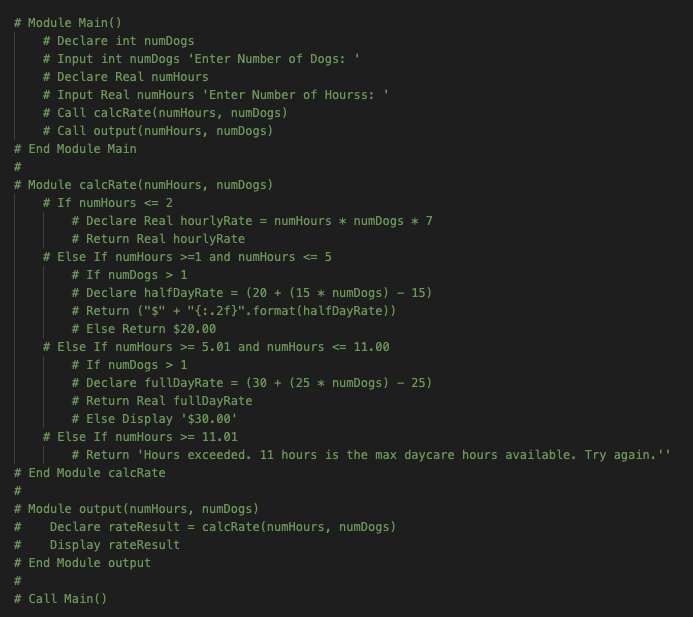 # Module Main()
# Declare int numDogs
# Input int numDogs 'Enter Number of Dogs: '
# Declare Real numHours
# Input Real numHours 'Enter Number of Hourss: '
# Call calcRate(numHours, numDogs)
# Call output(numHours, numDogs)
# End Module Main
#
# Module calcRate(numHours, numDogs)
# If numHours <= 2
# Declare Real hourlyRate = numHours * numDogs * 7
# Return Real hourlyRate
# Else If numHours >=1 and numHours <= 5
# If numDogs > 1
# Declare halfDayRate = (20 + (15 * numDogs) - 15)
# Return ("$" + "{:.2f}".format(halfDayRate))
# Else Return $20.00
# Else If numHours >= 5.01 and numHours <= 11.00
# If numDogs > 1
# Declare fullDayRate = (30 + (25 * numDogs) - 25)
# Return Real fullDayRate
# Else Display '$30.00'
# Else If numHours >= 11.01
# Return 'Hours exceeded. 11 hours is the max daycare hours available. Try again.''
# End Module calcRate
#
# Module output(numHours, numDogs)
#    Declare rateResult = calcRate(numHours, numDogs)
#    Display rateResult
# End Module output
#
# Call Main()